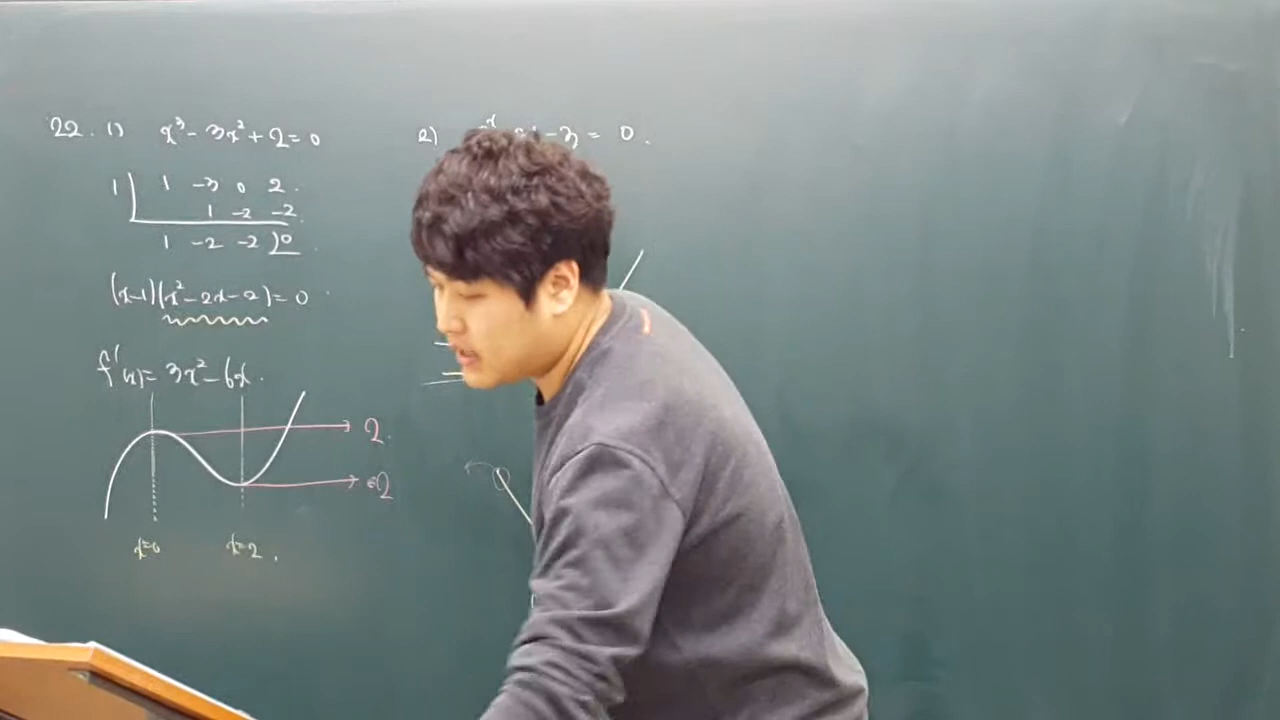 22. 1) x³ - 3x² + 2 = 0
1 | 1 -3 0 2
1 -2 -2
1 -2 -2 | 0
(x-1)(x² - 2x - 2) = 0
f'(x) = 3x² - 6x.
2.
-2
x=0
x=2.
2)
- 3 = 0.